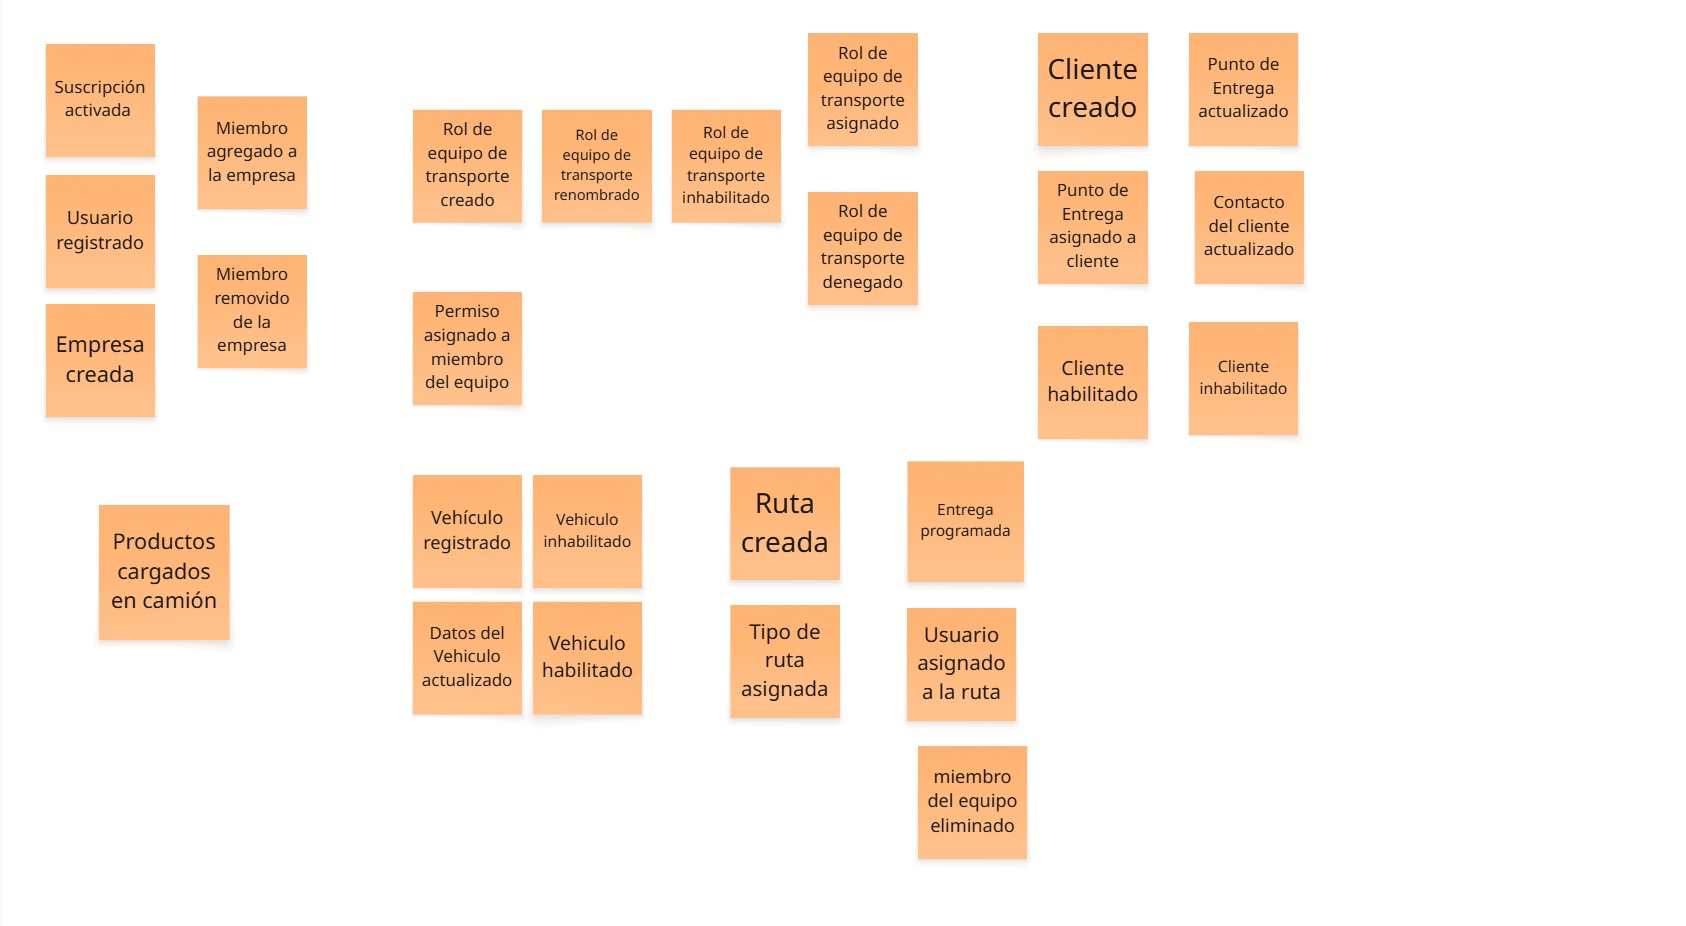 Suscripción
activada
Usuario
registrado
Empresa
creada
Miembro
agregado a
la empresa
Miembro
removido
de la
empresa
Rol de
equipo de
transporte
creado
Rol de
equipo de
transporte
renombrado
Rol de
equipo de
transporte
inhabilitado
Rol de
equipo de
transporte
asignado
Rol de
equipo de
transporte
denegado
Permiso
asignado a
miembro
del equipo
Cliente
creado
Punto de
Entrega
actualizado
Punto de
Entrega
asignado a
cliente
Contacto
del cliente
actualizado
Cliente
habilitado
Cliente
inhabilitado
Productos
cargados
en camión
Vehículo
registrado
Vehiculo
inhabilitado
Datos del
Vehiculo
actualizado
Vehiculo
habilitado
Ruta
creada
Entrega
programada
Tipo de
ruta
asignada
Usuario
asignado
a la ruta
miembro
del equipo
eliminado